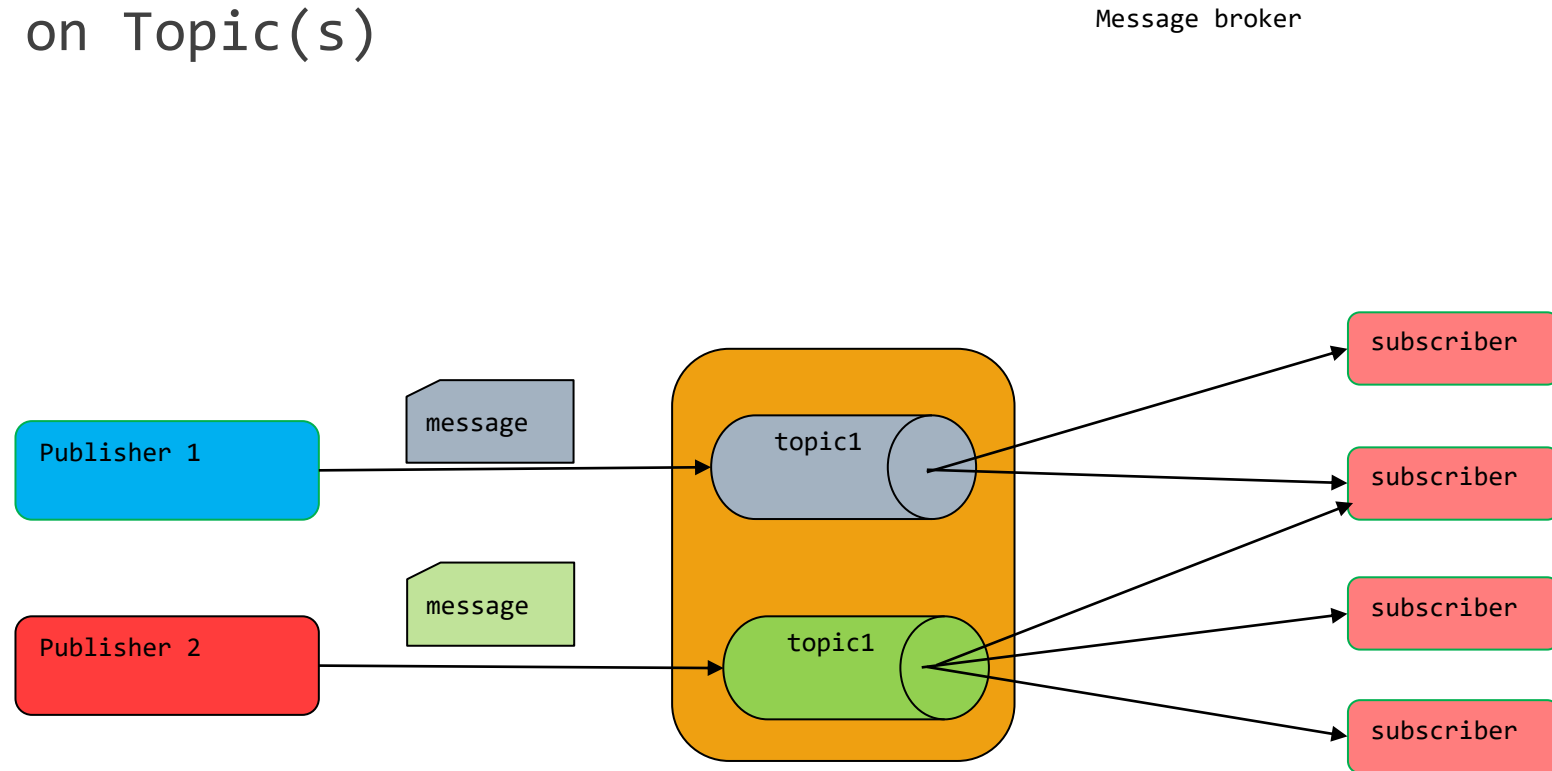 on Topic(s)
Message broker
subscriber
message
topic1
Publisher 1
subscriber
message
topic1
subscriber
Publisher 2
subscriber